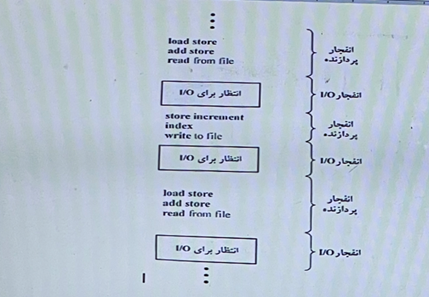 load store
add store
read from file
انفجار
پردازنده
انتظار برای I/O
انفجار I/O
store increment
index
write to file
انفجار
پردازنده
انتظار برای I/O
انفجار I/O
load store
add store
read from file
انفجار
پردازنده
انتظار برای I/O
انفجار I/O